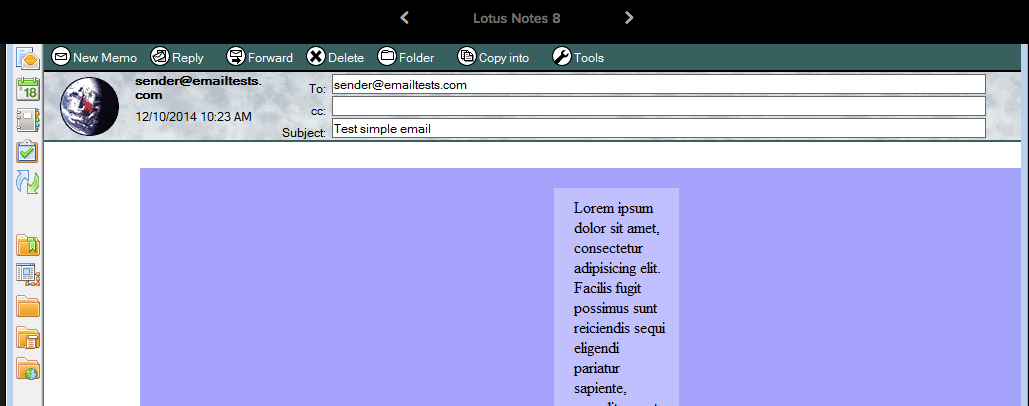 Lotus Notes 8
New Memo Reply Forward Delete Folder Copy into Tools
sender@emailtests.
com
12/10/2014 10:23 AM
To: sender@emailtests.com
cc:
Subject: Test simple email
18
Lorem ipsum
dolor sit amet,
consectetur
adipisicing elit.
Facilis fugit
possimus sunt
reiciendis sequi
eligendi
pariatur
sapiente,